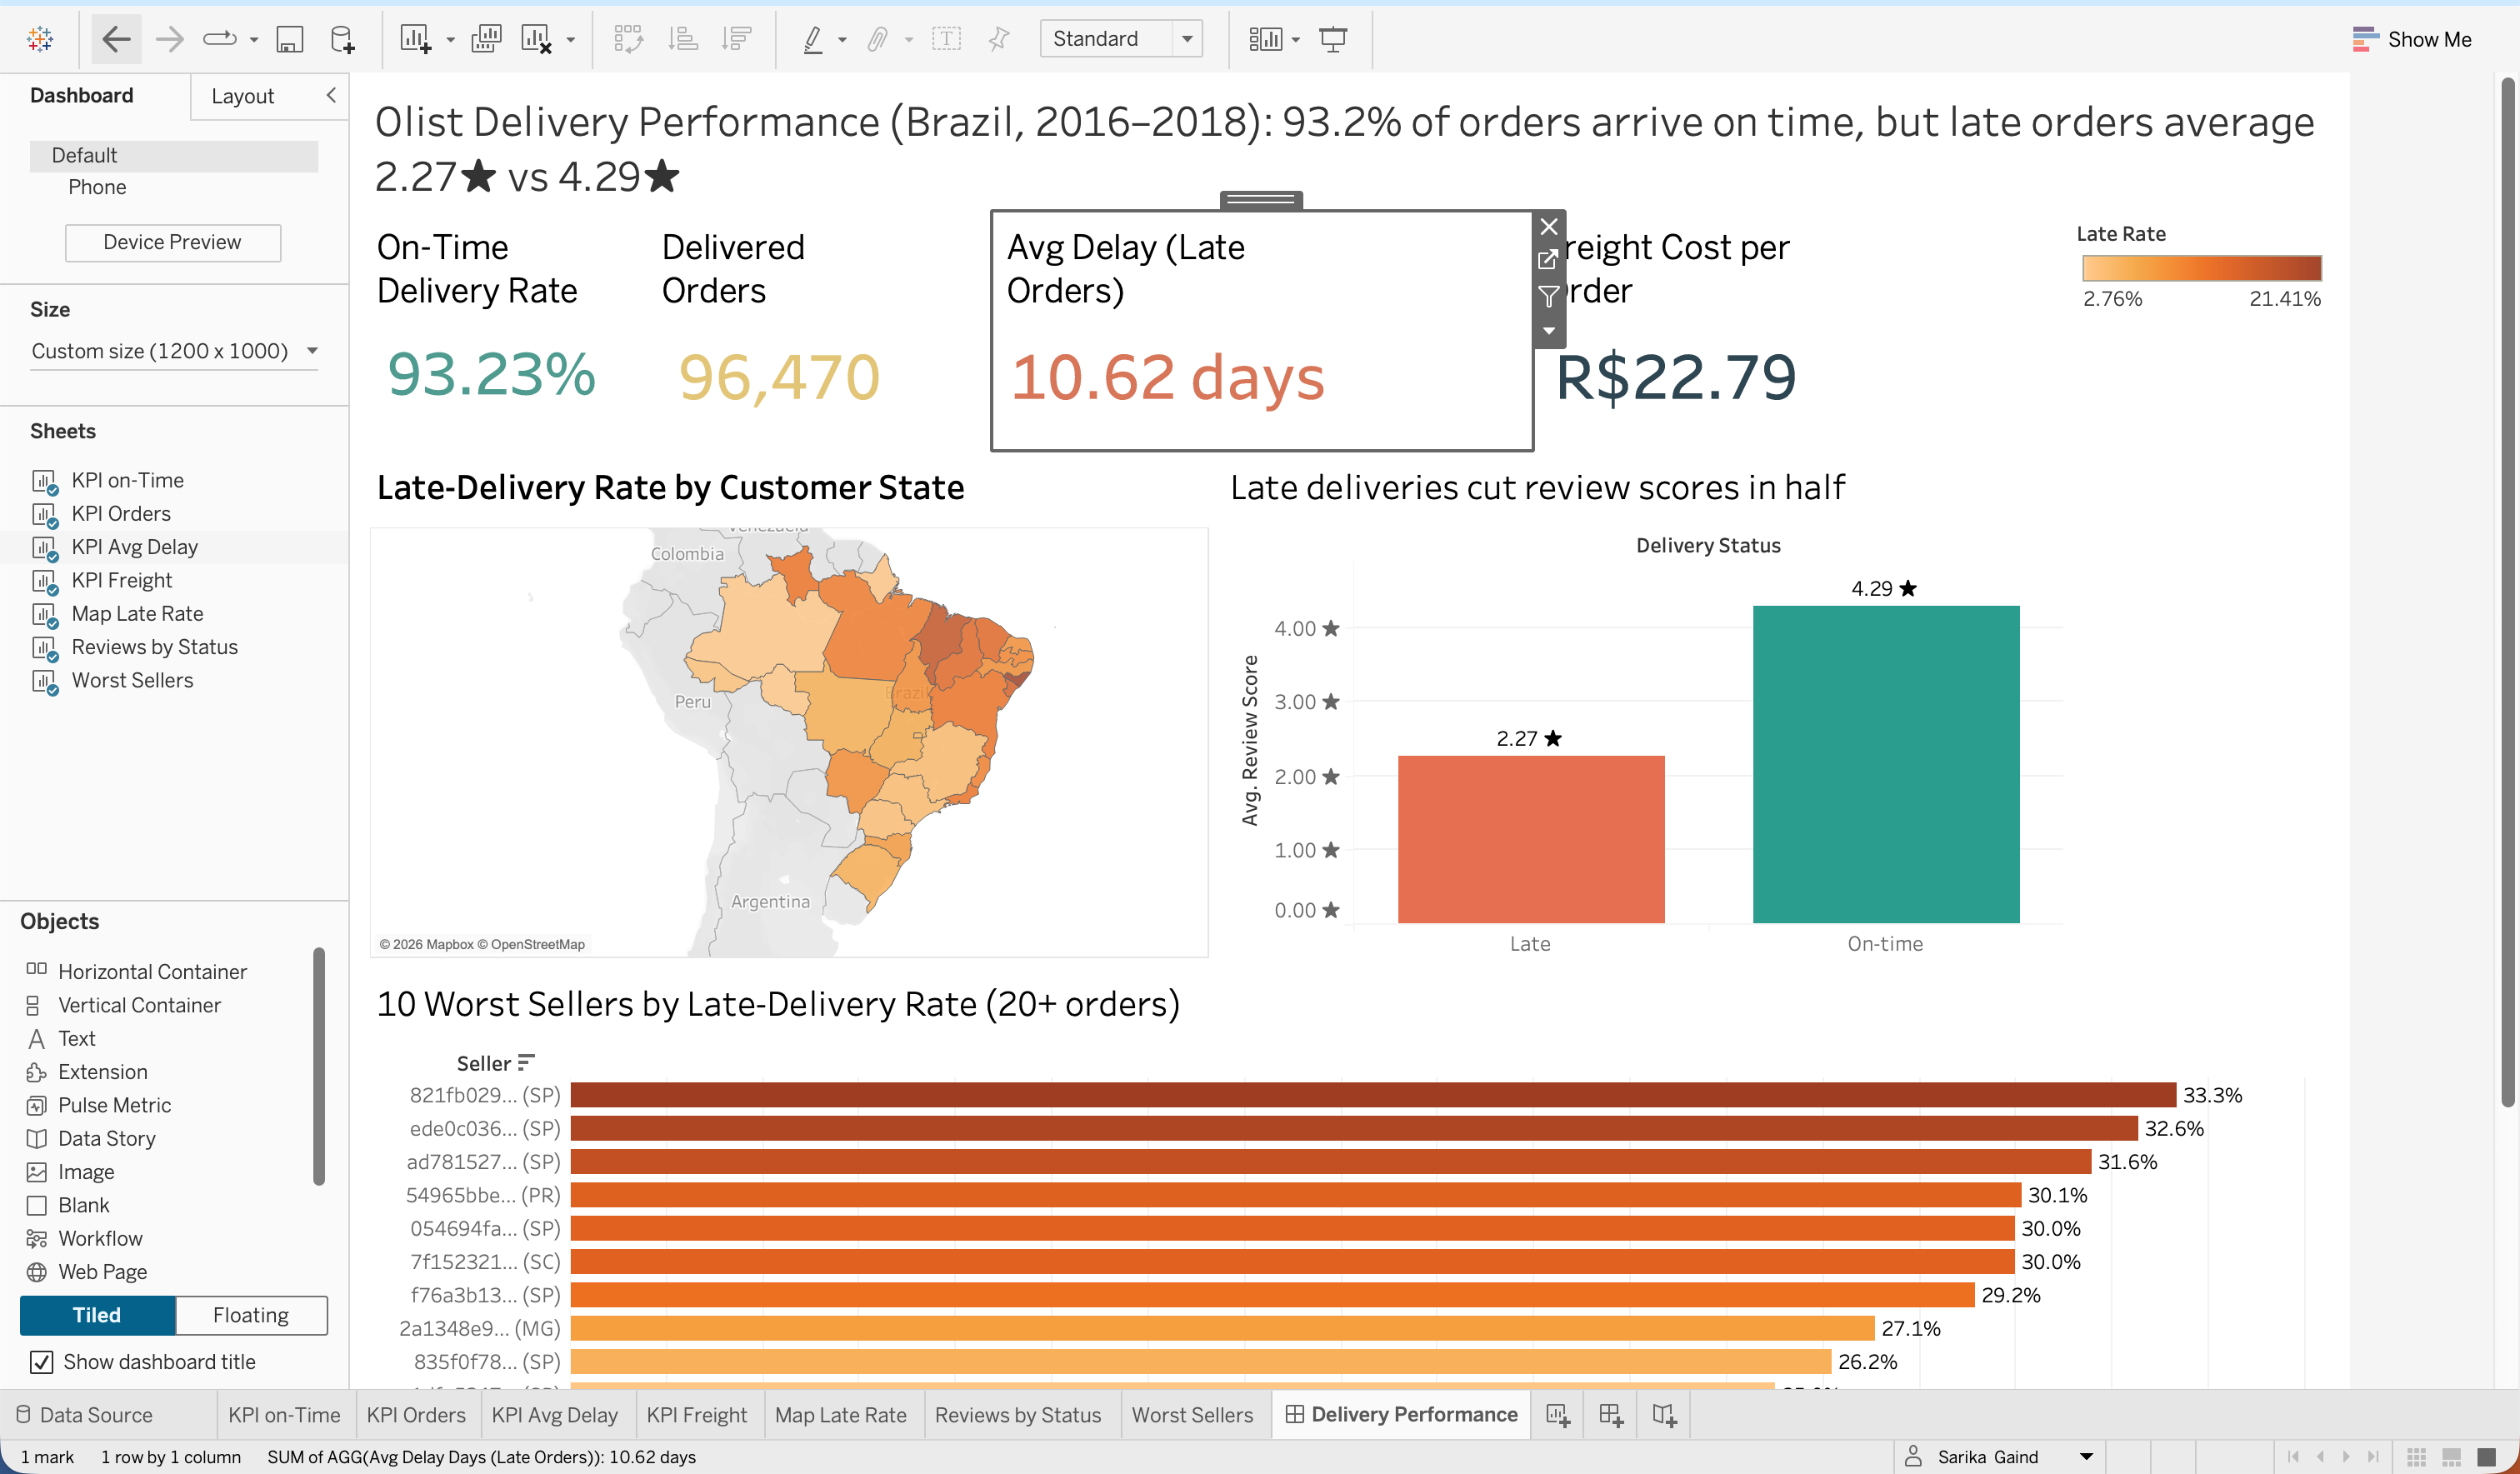 Standard
Show Me
Dashboard
Layout
Default
Phone
Device Preview
Size
Custom size (1200 x 1000)
Sheets
KPI on-Time
KPI Orders
KPI Avg Delay
KPI Freight
Map Late Rate
Reviews by Status
Worst Sellers
Objects
Horizontal Container
Vertical Container
Text
Extension
Pulse Metric
Data Story
Image
Blank
Workflow
Web Page
Tiled
Floating
Show dashboard title
Olist Delivery Performance (Brazil, 2016–2018): 93.2% of orders arrive on time, but late orders average
2.27★ vs 4.29★
On-Time
Delivery Rate
93.23%
Delivered
Orders
96,470
Avg Delay (Late
Orders)
10.62 days
reight Cost per
rder
R$22.79
Late Rate
2.76%
21.41%
Late-Delivery Rate by Customer State
Venezuela
Colombia
Brazil
Peru
Argentina
© 2026 Mapbox © OpenStreetMap
Late deliveries cut review scores in half
Delivery Status
Avg. Review Score
4.00 ★
3.00 ★
2.00 ★
1.00 ★
0.00 ★
2.27 ★
4.29 ★
Late
On-time
10 Worst Sellers by Late-Delivery Rate (20+ orders)
Seller
821fb029... (SP) 33.3%
ede0c036... (SP) 32.6%
ad781527... (SP) 31.6%
54965bbe... (PR) 30.1%
054694fa... (SP) 30.0%
7f152321... (SC) 30.0%
f76a3b13... (SP) 29.2%
2a1348e9... (MG) 27.1%
835f0f78... (SP) 26.2%
Data Source
KPI on-Time
KPI Orders
KPI Avg Delay
KPI Freight
Map Late Rate
Reviews by Status
Worst Sellers
Delivery Performance
1 mark
1 row by 1 column
SUM of AGG(Avg Delay Days (Late Orders)): 10.62 days
Sarika Gaind